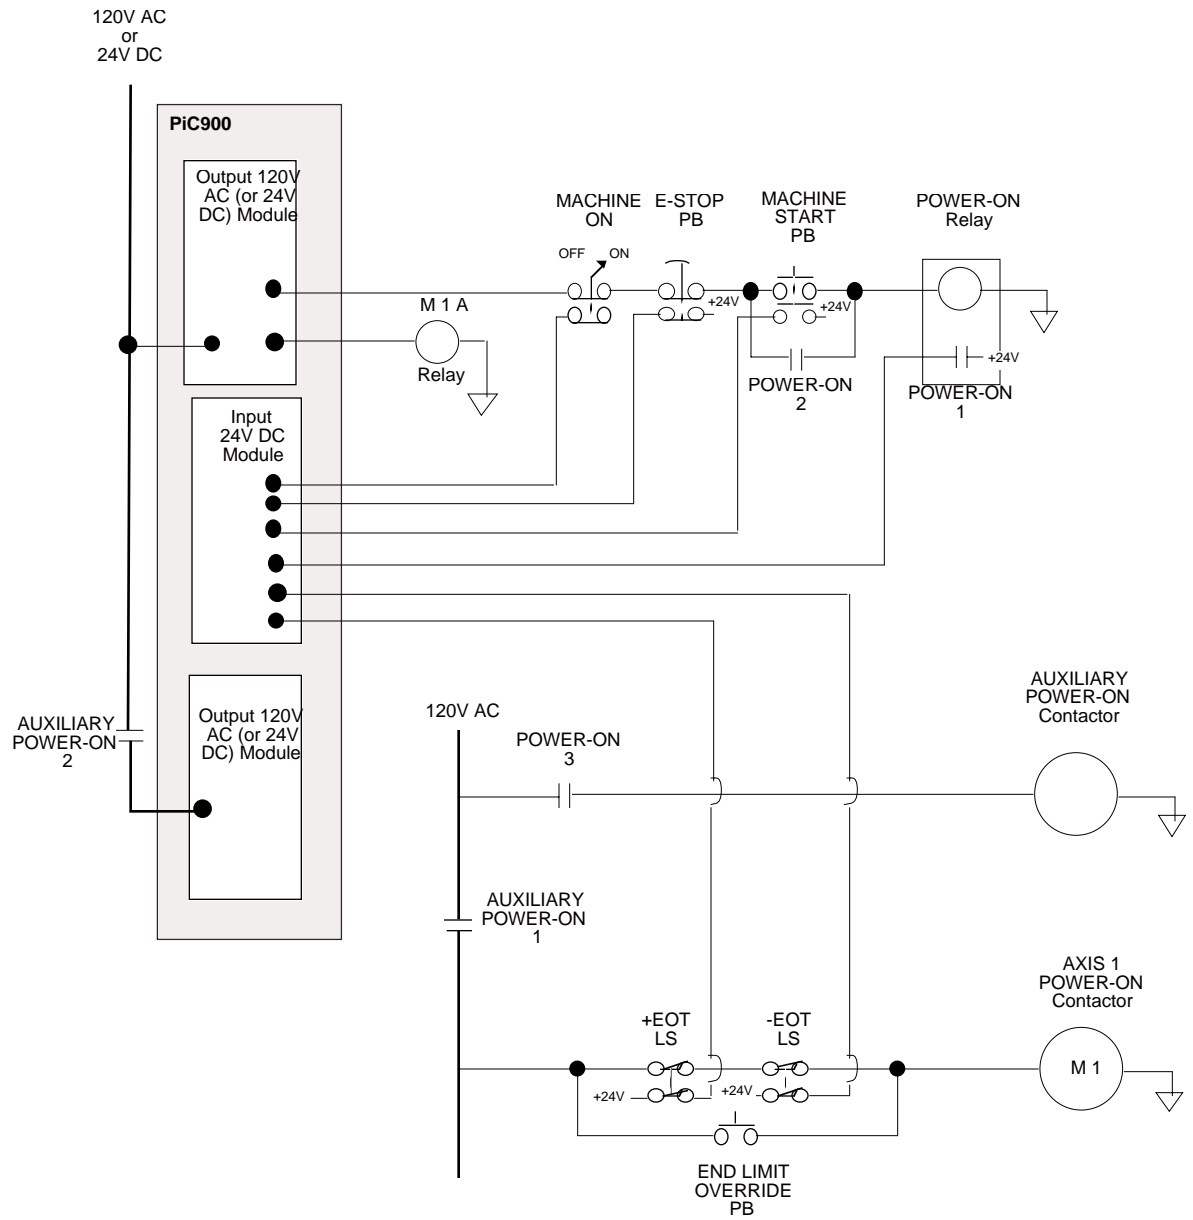 120V AC
or
24V DC
PiC900
Output 120V
AC (or 24V
DC) Module
MACHINE
ON
E-STOP
PB
MACHINE
START
PB
POWER-ON
Relay
OFF
ON
+24V
+24V
M 1 A
Relay
+24V
POWER-ON
2
POWER-ON
1
Input
24V DC
Module
AUXILIARY
POWER-ON
2
Output 120V
AC (or 24V
DC) Module
120V AC
POWER-ON
3
AUXILIARY
POWER-ON
Contactor
AUXILIARY
POWER-ON
1
AXIS 1
POWER-ON
Contactor
+EOT
LS
-EOT
LS
M 1
+24V
+24V
END LIMIT
OVERRIDE
PB